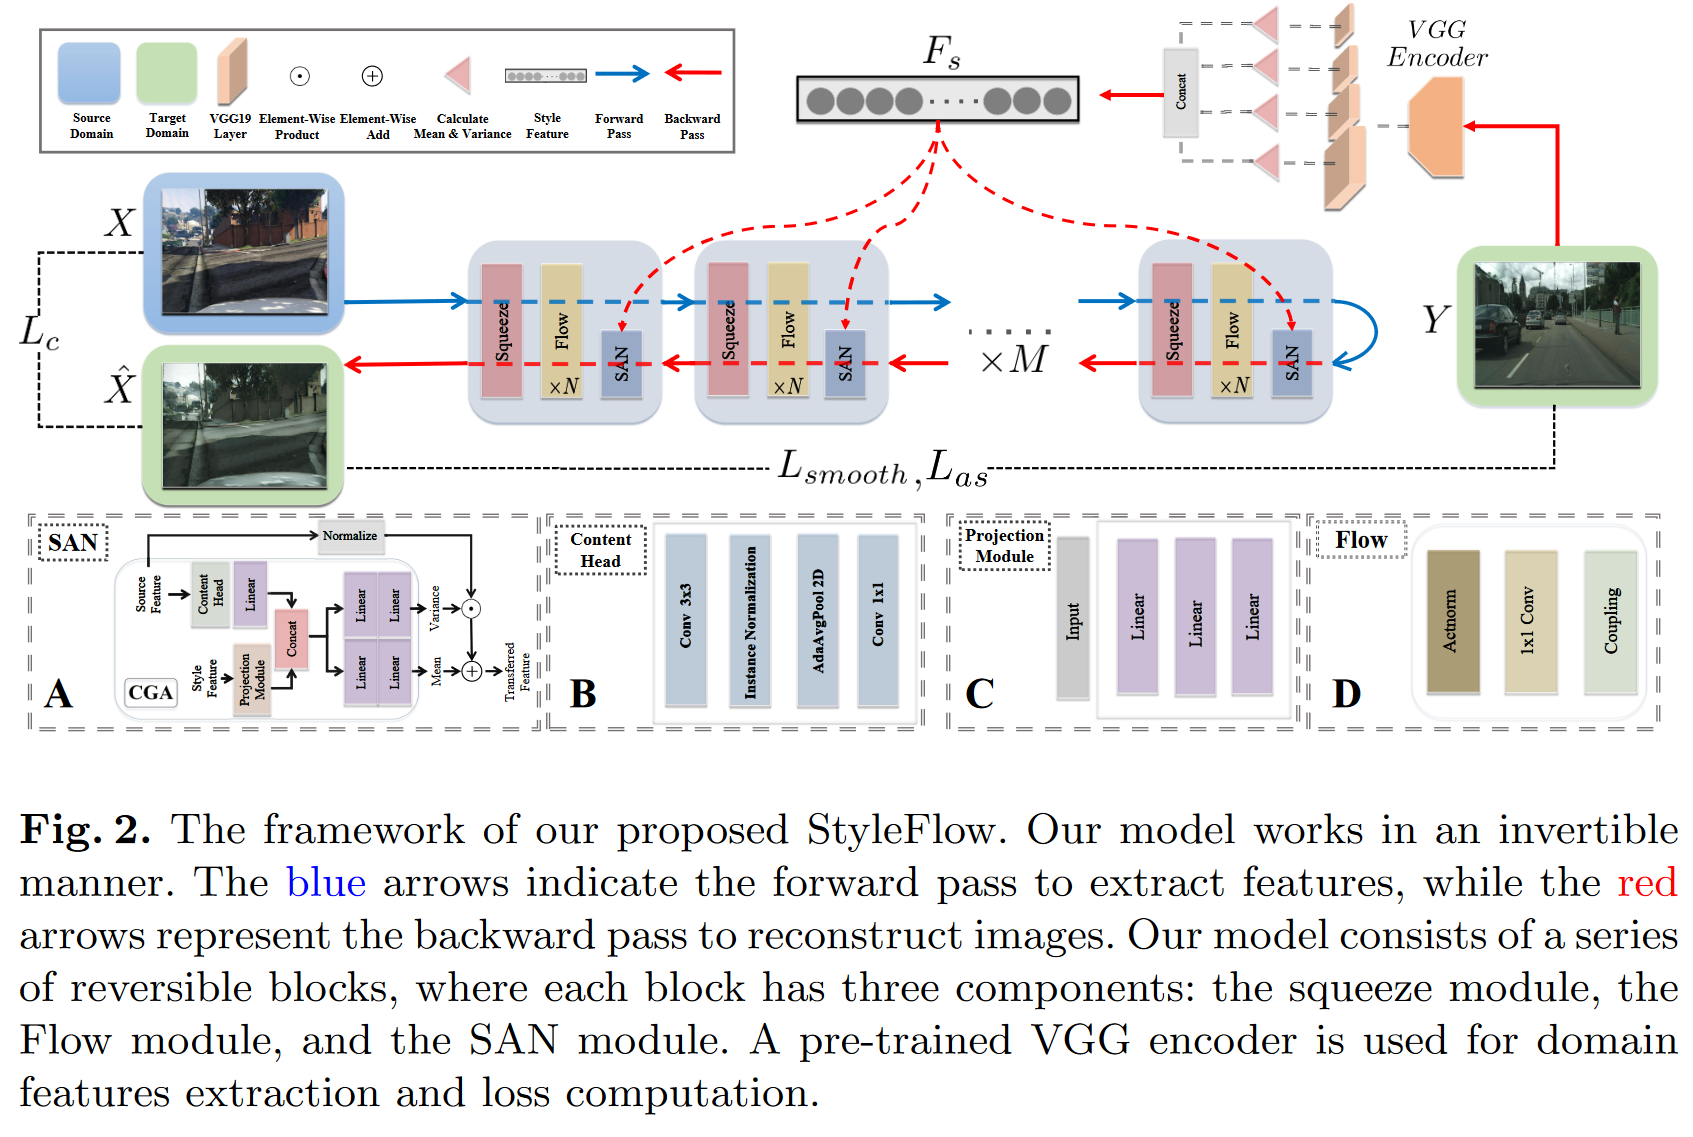 Source
Domain
Target
Domain
VGG19
Layer
Element-Wise
Product
Element-Wise
Add
Calculate
Mean & Variance
Style
Feature
Forward
Pass
Backward
Pass
F_s
Concat
VGG
Encoder
X
L_c
X̂
Squeeze
Flow
×N
SAN
Squeeze
Flow
×N
SAN
×M
Squeeze
Flow
×N
SAN
Y
L_{smooth}, L_{as}
SAN
Normalize
Source
Feature
Content
Head
Linear
Concat
Style
Feature
Projection
Module
Linear
Linear
Linear
Linear
Variance
Mean
Transferred
Feature
CGA
A
Content
Head
Conv 3x3
Instance Normalization
AdaAvgPool 2D
Conv 1x1
B
Projection
Module
Input
Linear
Linear
Linear
C
Flow
Actnorm
1x1 Conv
Coupling
D
Fig. 2. The framework of our proposed StyleFlow. Our model works in an invertible
manner. The blue arrows indicate the forward pass to extract features, while the red
arrows represent the backward pass to reconstruct images. Our model consists of a series
of reversible blocks, where each block has three components: the squeeze module, the
Flow module, and the SAN module. A pre-trained VGG encoder is used for domain
features extraction and loss computation.